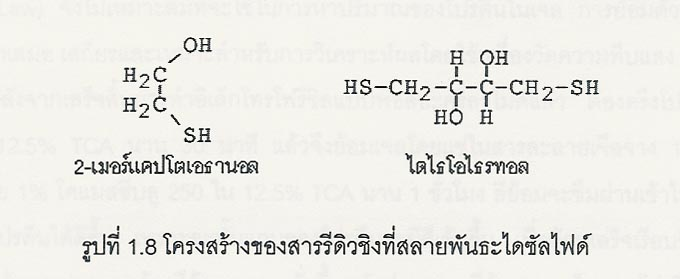 OH
H₂C
H₂C
SH
2-เมอร์แคปโตเอธานอล
H OH
HS-CH₂-C-C-CH₂-SH
HO H
ไดไธโอไธรทอล
รูปที่ 1.8 โครงสร้างของสารรีดิวซิงที่สลายพันธะไดซัลไฟด์